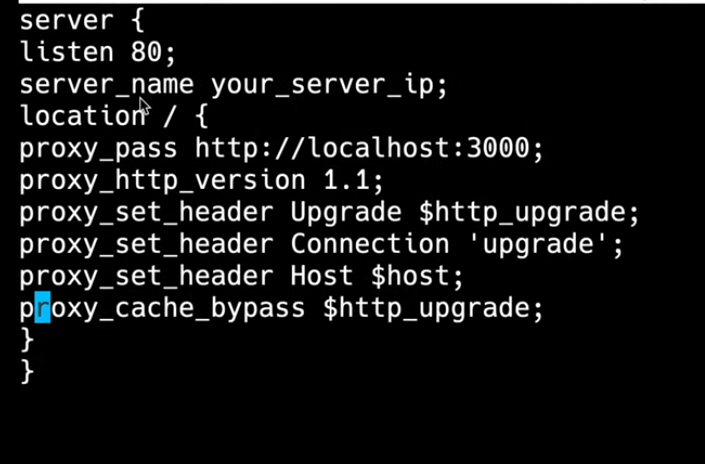 server {
listen 80;
server_name your_server_ip;
location / {
proxy_pass http://localhost:3000;
proxy_http_version 1.1;
proxy_set_header Upgrade $http_upgrade;
proxy_set_header Connection 'upgrade';
proxy_set_header Host $host;
proxy_cache_bypass $http_upgrade;
}
}